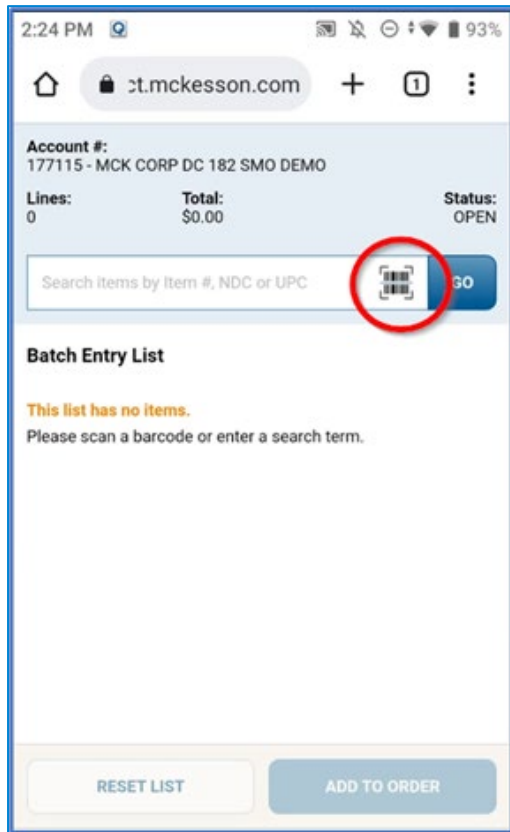 2:24 PM 93%
ct.mckesson.com 1
Account #:
177115 - MCK CORP DC 182 SMO DEMO
Lines: Total: Status:
0 $0.00 OPEN
Search items by Item #, NDC or UPC GO
Batch Entry List
This list has no items.
Please scan a barcode or enter a search term.
RESET LIST ADD TO ORDER